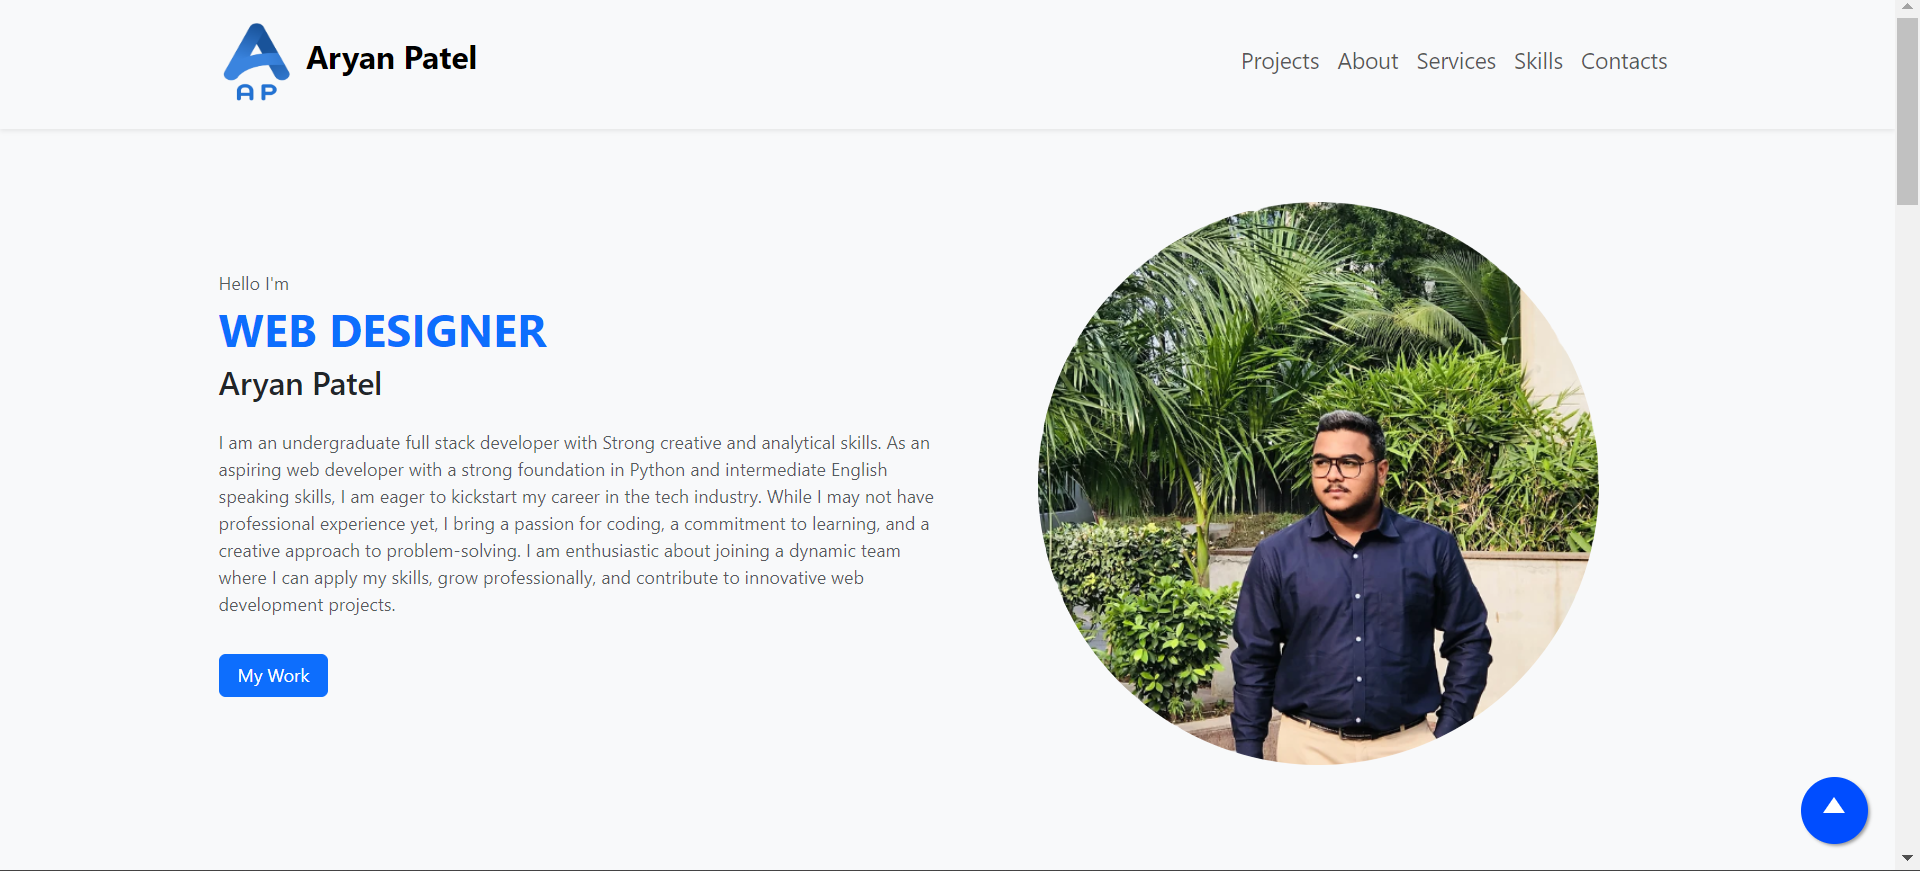 AP
Aryan Patel
Projects About Services Skills Contacts
Hello I'm
WEB DESIGNER
Aryan Patel
I am an undergraduate full stack developer with Strong creative and analytical skills. As an
aspiring web developer with a strong foundation in Python and intermediate English
speaking skills, I am eager to kickstart my career in the tech industry. While I may not have
professional experience yet, I bring a passion for coding, a commitment to learning, and a
creative approach to problem-solving. I am enthusiastic about joining a dynamic team
where I can apply my skills, grow professionally, and contribute to innovative web
development projects.
My Work